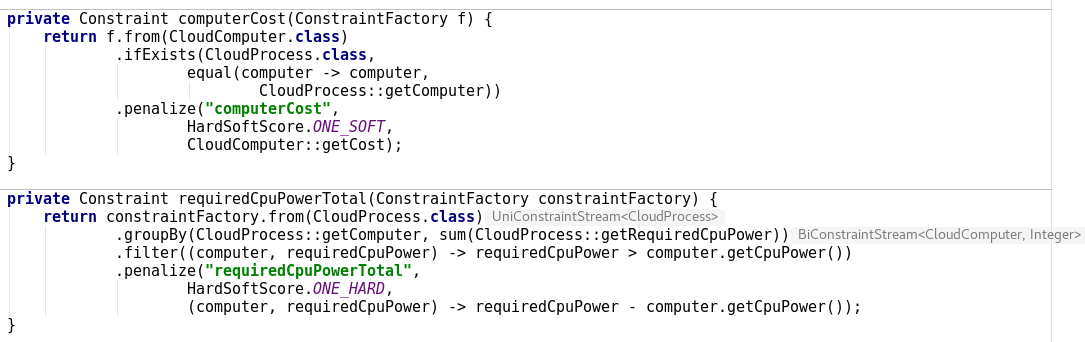 private Constraint computerCost(ConstraintFactory f) {
    return f.from(CloudComputer.class)
            .ifExists(CloudProcess.class,
                    equal(computer -> computer,
                            CloudProcess::getComputer))
            .penalize("computerCost",
                    HardSoftScore.ONE_SOFT,
                    CloudComputer::getCost);
}
private Constraint requiredCpuPowerTotal(ConstraintFactory constraintFactory) {
    return constraintFactory.from(CloudProcess.class) UniConstraintStream<CloudProcess>
            .groupBy(CloudProcess::getComputer, sum(CloudProcess::getRequiredCpuPower)) BiConstraintStream<CloudComputer, Integer>
            .filter((computer, requiredCpuPower) -> requiredCpuPower > computer.getCpuPower())
            .penalize("requiredCpuPowerTotal",
                    HardSoftScore.ONE_HARD,
                    (computer, requiredCpuPower) -> requiredCpuPower - computer.getCpuPower());
}